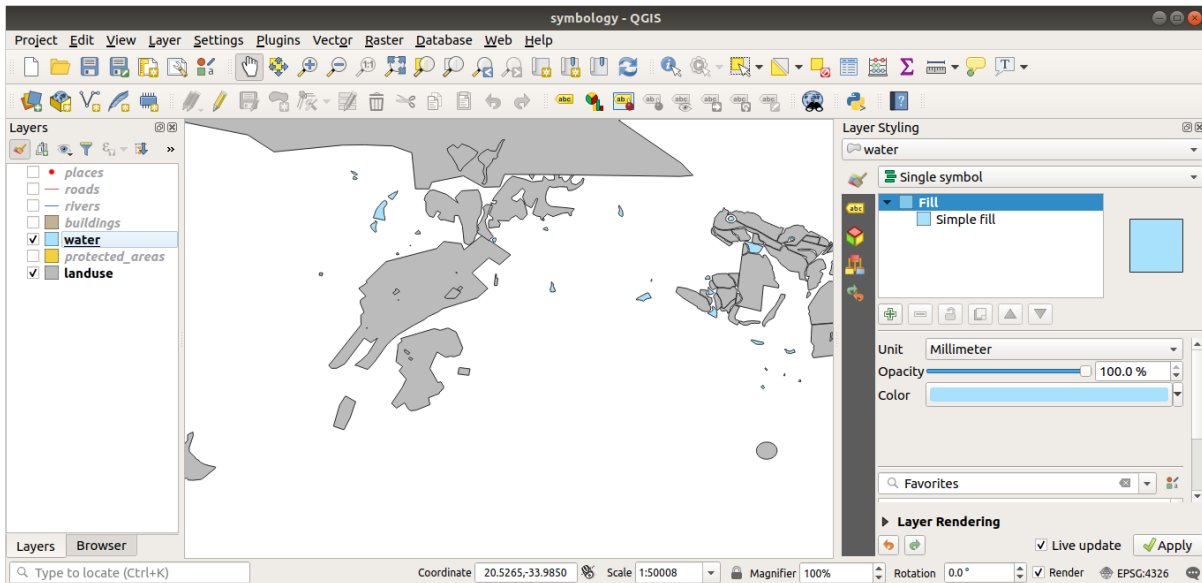 symbology - QGIS
Project Edit View Layer Settings Plugins Vector Raster Database Web Help
Layers
»
places
roads
rivers
buildings
water
protected_areas
landuse
Layers Browser
Layer Styling
water
Single symbol
Fill
Simple fill
Unit Millimeter
Opacity 100.0 %
Color
Favorites
Layer Rendering
Live update Apply
Type to locate (Ctrl+K)
Coordinate 20.5265,-33.9850 Scale 1:50008 Magnifier 100% Rotation 0.0° Render EPSG:4326